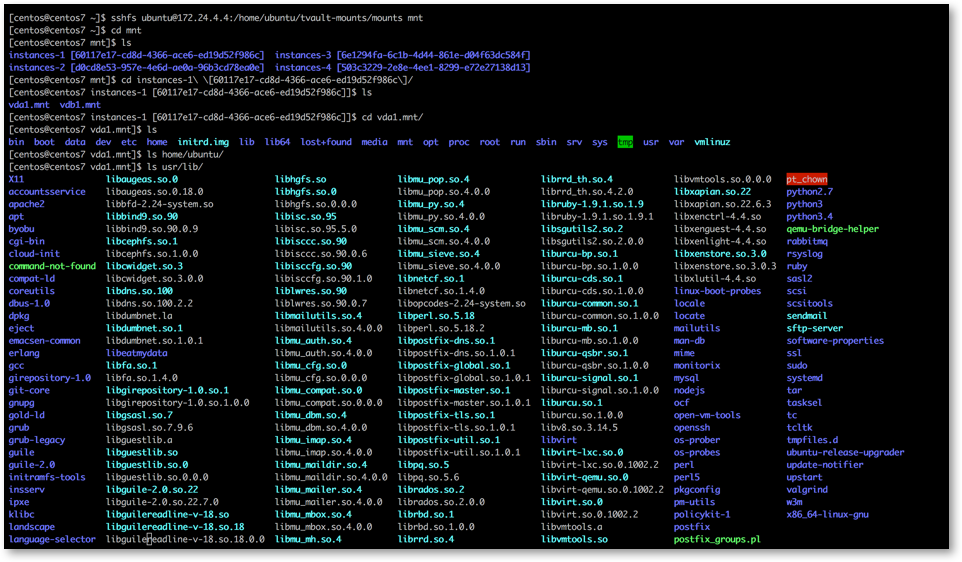 [centos@centos7 ~]$ sshfs ubuntu@172.24.4.4:/home/ubuntu/tvault-mounts/mounts mnt
[centos@centos7 ~]$ cd mnt
[centos@centos7 mnt]$ ls
instances-1 [60117e17-cd8d-4366-ace6-ed19d52f986c]  instances-3 [6e1294fa-6c1b-4d44-861e-d04f63dc584f]
instances-2 [d0cd8e53-957e-4e6d-ae0a-96b3cd78ea0e]  instances-4 [503c3229-2e8e-4ee1-8299-e72e27138d13]
[centos@centos7 mnt]$ cd instances-1\ \[60117e17-cd8d-4366-ace6-ed19d52f986c\]/
[centos@centos7 instances-1 [60117e17-cd8d-4366-ace6-ed19d52f986c]]$ ls
vda1.mnt  vdb1.mnt
[centos@centos7 instances-1 [60117e17-cd8d-4366-ace6-ed19d52f986c]]$ cd vda1.mnt/
[centos@centos7 vda1.mnt]$ ls
bin  boot  data  dev  etc  home  initrd.img  lib  lib64  lost+found  media  mnt  opt  proc  root  run  sbin  srv  sys  tmp  usr  var  vmlinuz
[centos@centos7 vda1.mnt]$ ls home/ubuntu/
[centos@centos7 vda1.mnt]$ ls usr/lib/
X11  libaugeas.so.0  libhgfs.so  libmu_pop.so.4  librrd_th.so.4  libvmtools.so.0.0.0  pt_chown
accountsservice  libaugeas.so.0.18.0  libhgfs.so.0  libmu_pop.so.4.0.0  librrd_th.so.4.2.0  libxapian.so.22  python2.7
apache2  libbfd-2.24-system.so  libhgfs.so.0.0.0  libmu_py.so.4  libruby-1.9.1.so.1.9  libxapian.so.22.6.3  python3
apt  libbind9.so.90  libisc.so.95  libmu_py.so.4.0.0  libruby-1.9.1.so.1.9.1  libxenctrl-4.4.so  python3.4
byobu  libbind9.so.90.0.9  libisc.so.95.5.0  libmu_scm.so.4  libsgutils2.so.2  libxenguest-4.4.so  qemu-bridge-helper
cgi-bin  libcephfs.so.1  libisccc.so.90  libmu_scm.so.4.0.0  libsgutils2.so.2.0.0  libxenlight-4.4.so  rabbitmq
cloud-init  libcephfs.so.1.0.0  libisccc.so.90.0.6  libmu_sieve.so.4  liburcu-bp.so.1  libxenstore.so.3.0  rsyslog
command-not-found  libcwidget.so.3  libisccfg.so.90  libmu_sieve.so.4.0.0  liburcu-bp.so.1.0.0  libxenstore.so.3.0.3  ruby
compat-ld  libcwidget.so.3.0.0  libisccfg.so.90.1.0  libnetcf.so.1  liburcu-cds.so.1  libxlutil-4.4.so  sasl2
coreutils  libdns.so.100  liblwres.so.90  libnetcf.so.1.4.0  liburcu-cds.so.1.0.0  linux-boot-probes  scsi
dbus-1.0  libdns.so.100.2.2  liblwres.so.90.0.7  libopcodes-2.24-system.so  liburcu-common.so.1  locale  scsitools
dpkg  libdumbnet.la  libmailutils.so.4  libperl.so.5.18  liburcu-common.so.1.0.0  locate  sendmail
eject  libdumbnet.so.1  libmailutils.so.4.0.0  libperl.so.5.18.2  liburcu-mb.so.1  mailutils  sftp-server
emacsen-common  libdumbnet.so.1.0.1  libmu_auth.so.4  libpostfix-dns.so.1  liburcu-mb.so.1.0.0  man-db  software-properties
erlang  libeatmydata  libmu_auth.so.4.0.0  libpostfix-dns.so.1.0.1  liburcu-qsbr.so.1  mime  ssl
gcc  libfa.so.1  libmu_cfg.so.0  libpostfix-global.so.1  liburcu-qsbr.so.1.0.0  monitorix  sudo
girepository-1.0  libfa.so.1.4.0  libmu_cfg.so.0.0.0  libpostfix-global.so.1.0.1  liburcu-signal.so.1  mysql  systemd
git-core  libgirepository-1.0.so.1  libmu_compat.so.0  libpostfix-master.so.1  liburcu-signal.so.1.0.0  nodejs  tar
gnupg  libgirepository-1.0.so.1.0.0  libmu_compat.so.0.0.0  libpostfix-master.so.1.0.1  liburcu.so.1  ocf  tasksel
gold-ld  libgsasl.so.7  libmu_dbm.so.4  libpostfix-tls.so.1  liburcu.so.1.0.0  open-vm-tools  tc
grub  libgsasl.so.7.9.6  libmu_dbm.so.4.0.0  libpostfix-tls.so.1.0.1  libv8.so.3.14.5  openssh  tcltk
grub-legacy  libguestlib.a  libmu_imap.so.4  libpostfix-util.so.1  libvirt  os-prober  tmpfiles.d
guile  libguestlib.so  libmu_imap.so.4.0.0  libpostfix-util.so.1.0.1  libvirt-lxc.so.0  os-probes  ubuntu-release-upgrader
guile-2.0  libguestlib.so.0  libmu_maildir.so.4  libpq.so.5  libvirt-lxc.so.0.1002.2  perl  update-notifier
initramfs-tools  libguestlib.so.0.0.0  libmu_maildir.so.4.0.0  libpq.so.5.6  libvirt-qemu.so.0  perl5  upstart
insserv  libguile-2.0.so.22  libmu_mailer.so.4  librados.so.2  libvirt-qemu.so.0.1002.2  pkgconfig  valgrind
ipxe  libguile-2.0.so.22.7.0  libmu_mailer.so.4.0.0  librados.so.2.0.0  libvirt.so.0  pm-utils  w3m
klibc  libguilereadline-v-18.so  libmu_mbox.so.4  librbd.so.1  libvirt.so.0.1002.2  policykit-1  x86_64-linux-gnu
landscape  libguilereadline-v-18.so.18  libmu_mbox.so.4.0.0  librbd.so.1.0.0  libvmtools.a  postfix
language-selector  libguilereadline-v-18.so.18.0.0  libmu_mh.so.4  librrd.so.4  libvmtools.so  postfix_groups.pl